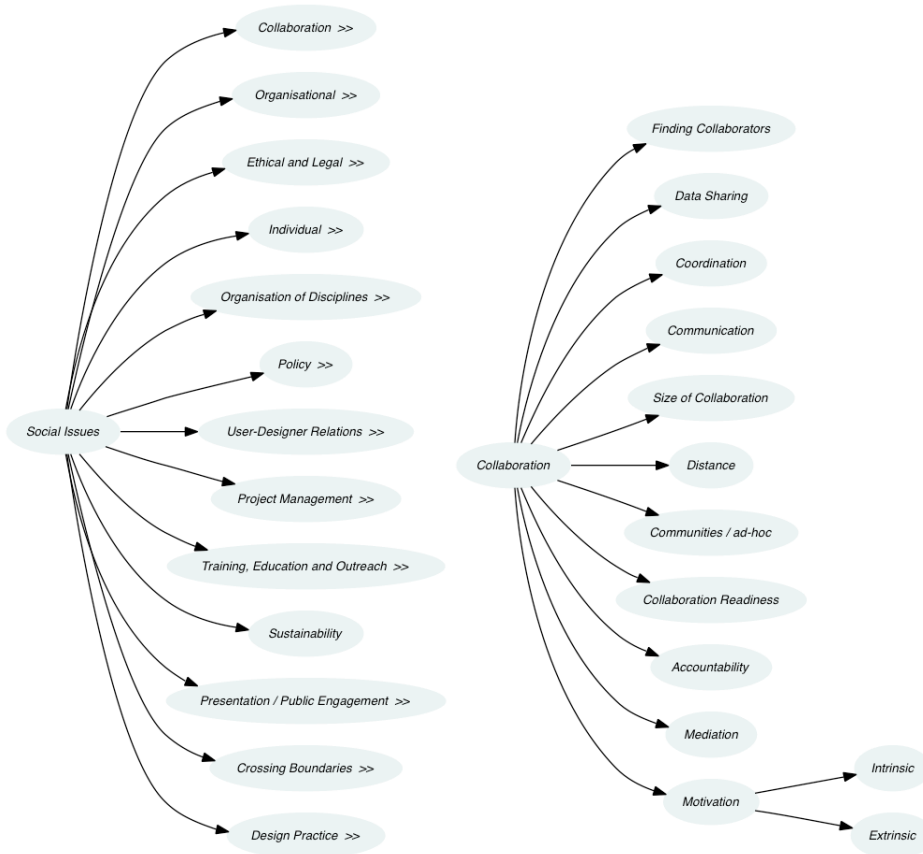 Collaboration >>
Organisational >>
Ethical and Legal >>
Individual >>
Organisation of Disciplines >>
Policy >>
Social Issues
User-Designer Relations >>
Project Management >>
Training, Education and Outreach >>
Sustainability
Presentation / Public Engagement >>
Crossing Boundaries >>
Design Practice >>
Finding Collaborators
Data Sharing
Coordination
Communication
Size of Collaboration
Collaboration
Distance
Communities / ad-hoc
Collaboration Readiness
Accountability
Mediation
Motivation
Intrinsic
Extrinsic